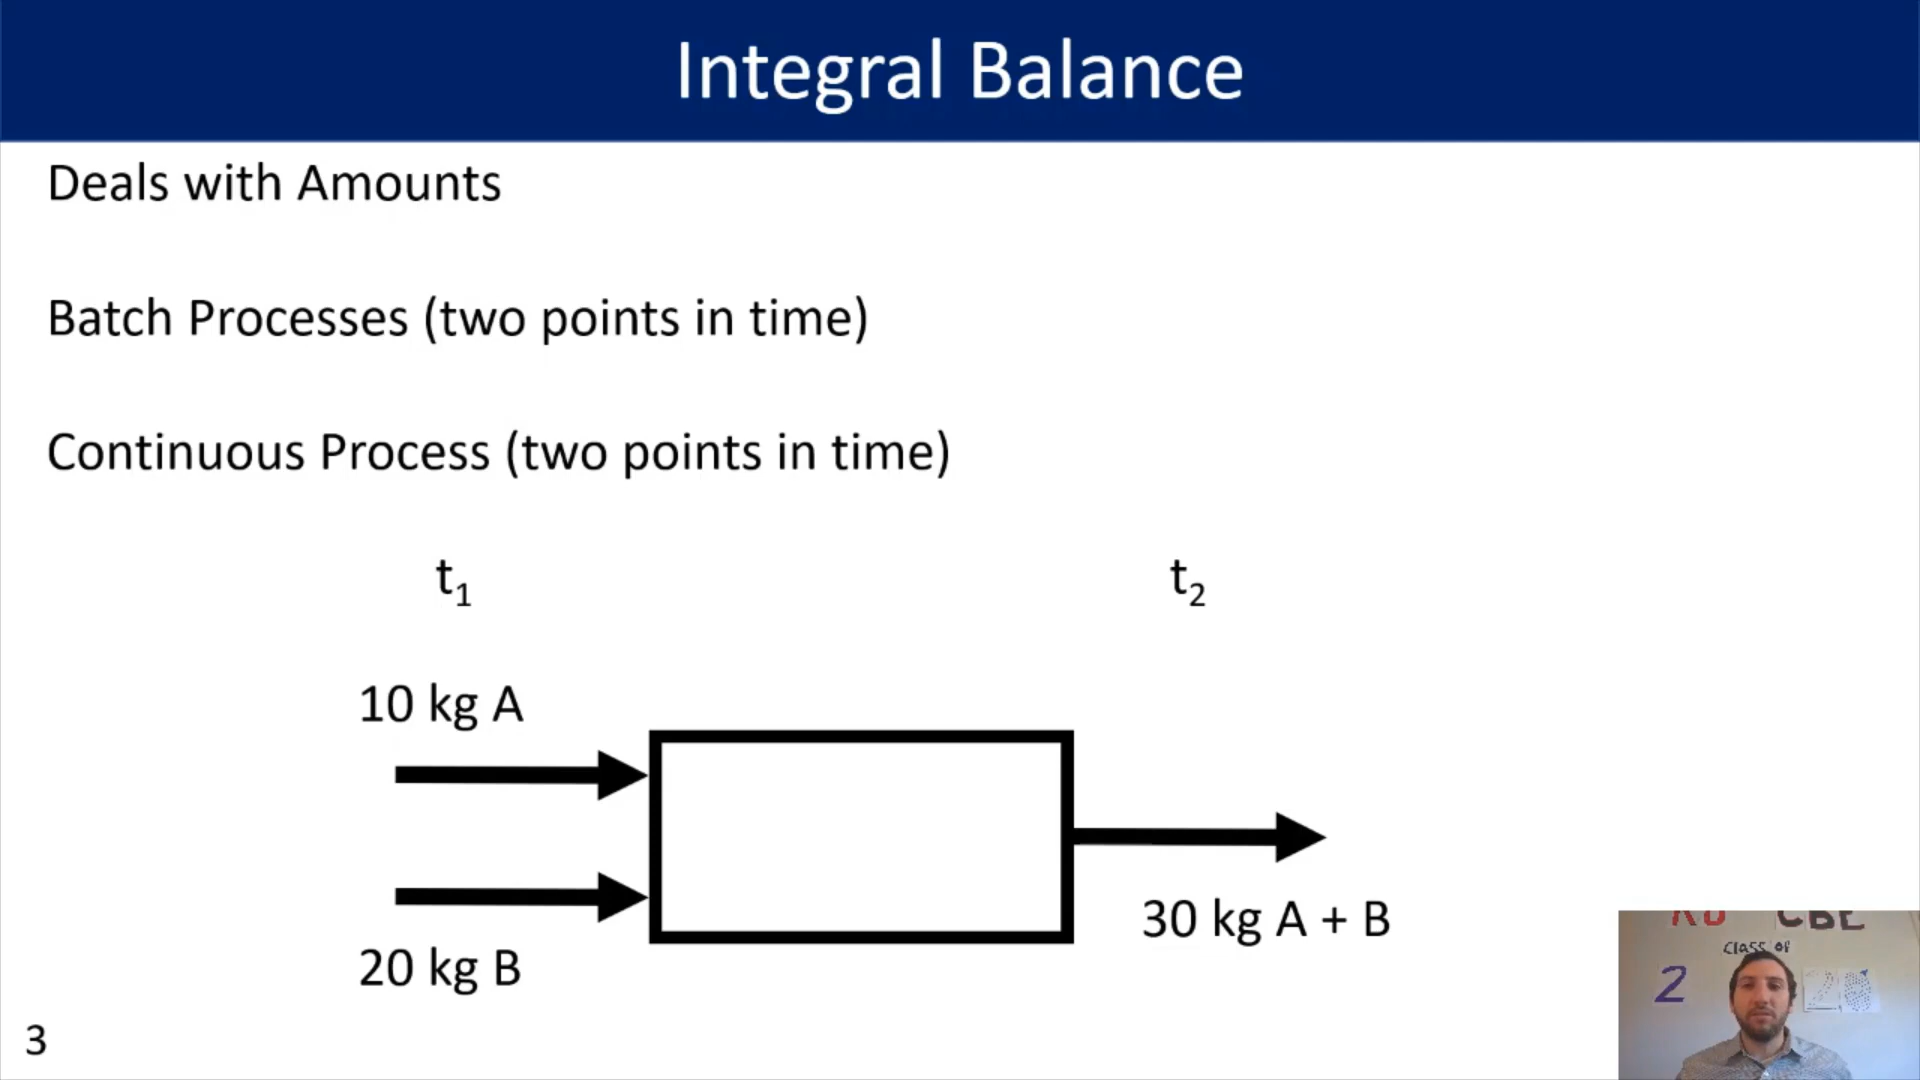 Integral Balance
Deals with Amounts
Batch Processes (two points in time)
Continuous Process (two points in time)
t₁ t₂
10 kg A
20 kg B
30 kg A + B
3
CBE
Class of
2 2